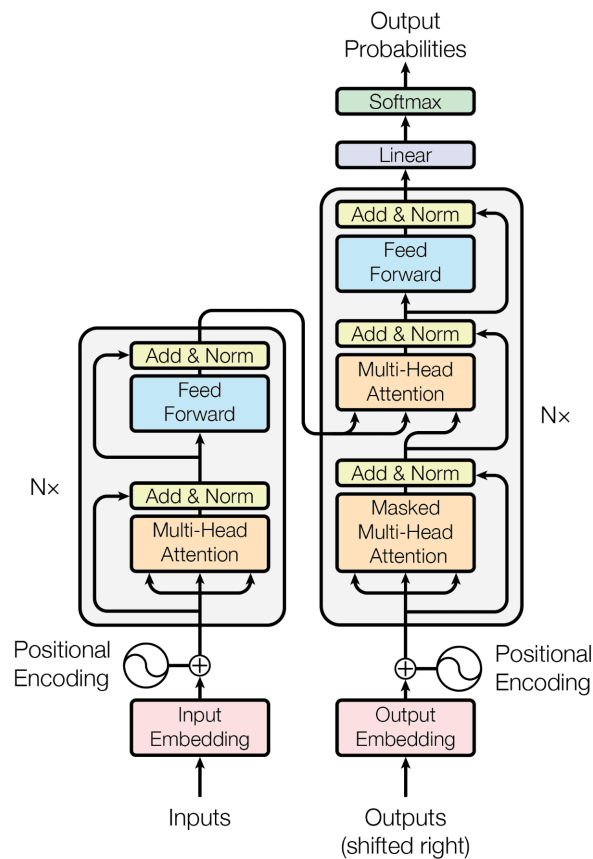 Output
Probabilities
Softmax
Linear
Add & Norm
Feed
Forward
Add & Norm
Multi-Head
Attention
Add & Norm
Masked
Multi-Head
Attention
N×
Add & Norm
Feed
Forward
Add & Norm
Multi-Head
Attention
N×
Positional
Encoding
Positional
Encoding
Input
Embedding
Output
Embedding
Inputs
Outputs
(shifted right)